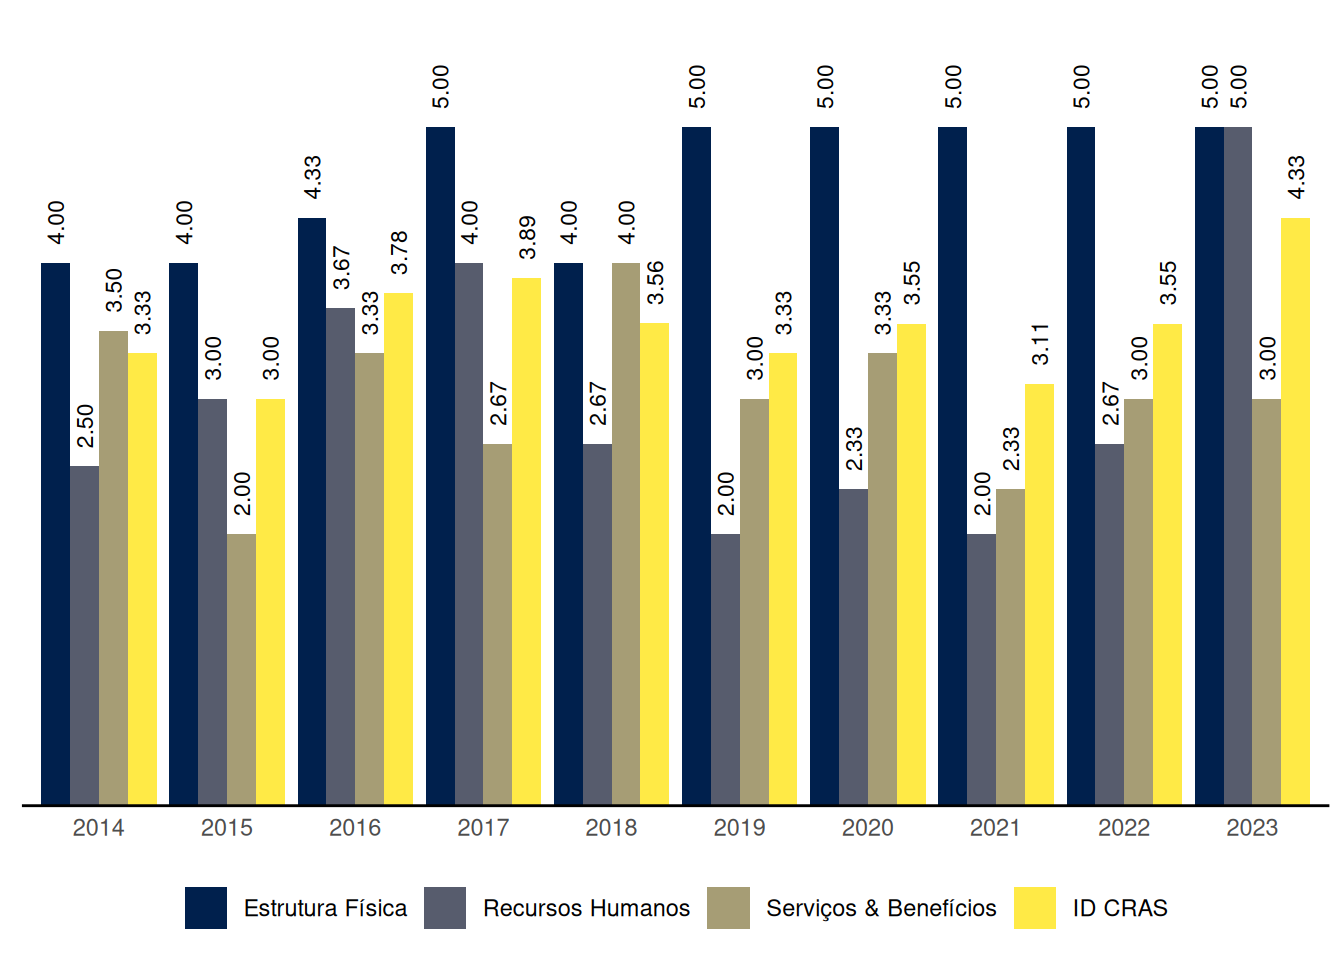 4.00 2.50 3.50 3.33
4.00 3.00 2.00 3.00
4.33 3.67 3.33 3.78
5.00 4.00 2.67 3.89
4.00 2.67 4.00 3.56
5.00 2.00 3.00 3.33
5.00 2.33 3.33 3.55
5.00 2.00 2.33 3.11
5.00 2.67 3.00 3.55
5.00 5.00 3.00 4.33
2014 2015 2016 2017 2018 2019 2020 2021 2022 2023
Estrutura Física Recursos Humanos Serviços & Benefícios ID CRAS